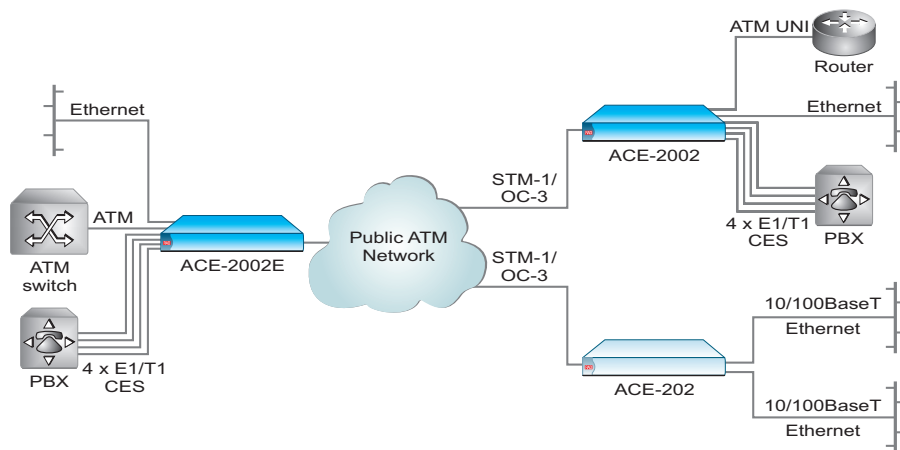 ATM UNI
Router
Ethernet
Ethernet
ACE-2002
STM-1/
OC-3
4 x E1/T1
CES
PBX
ATM
ATM
switch
ACE-2002E
Public ATM
Network
STM-1/
OC-3
PBX
4 x E1/T1
CES
10/100BaseT
Ethernet
ACE-202
10/100BaseT
Ethernet